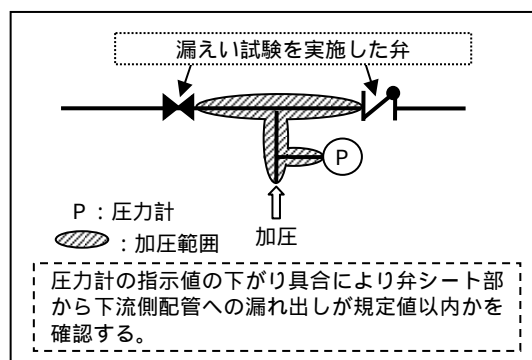 漏えい試験を実施した弁
P
P：圧力計
：加圧範囲
加圧
圧力計の指示値の下がり具合により弁シート部
から下流側配管への漏れ出しが規定値以内かを
確認する。